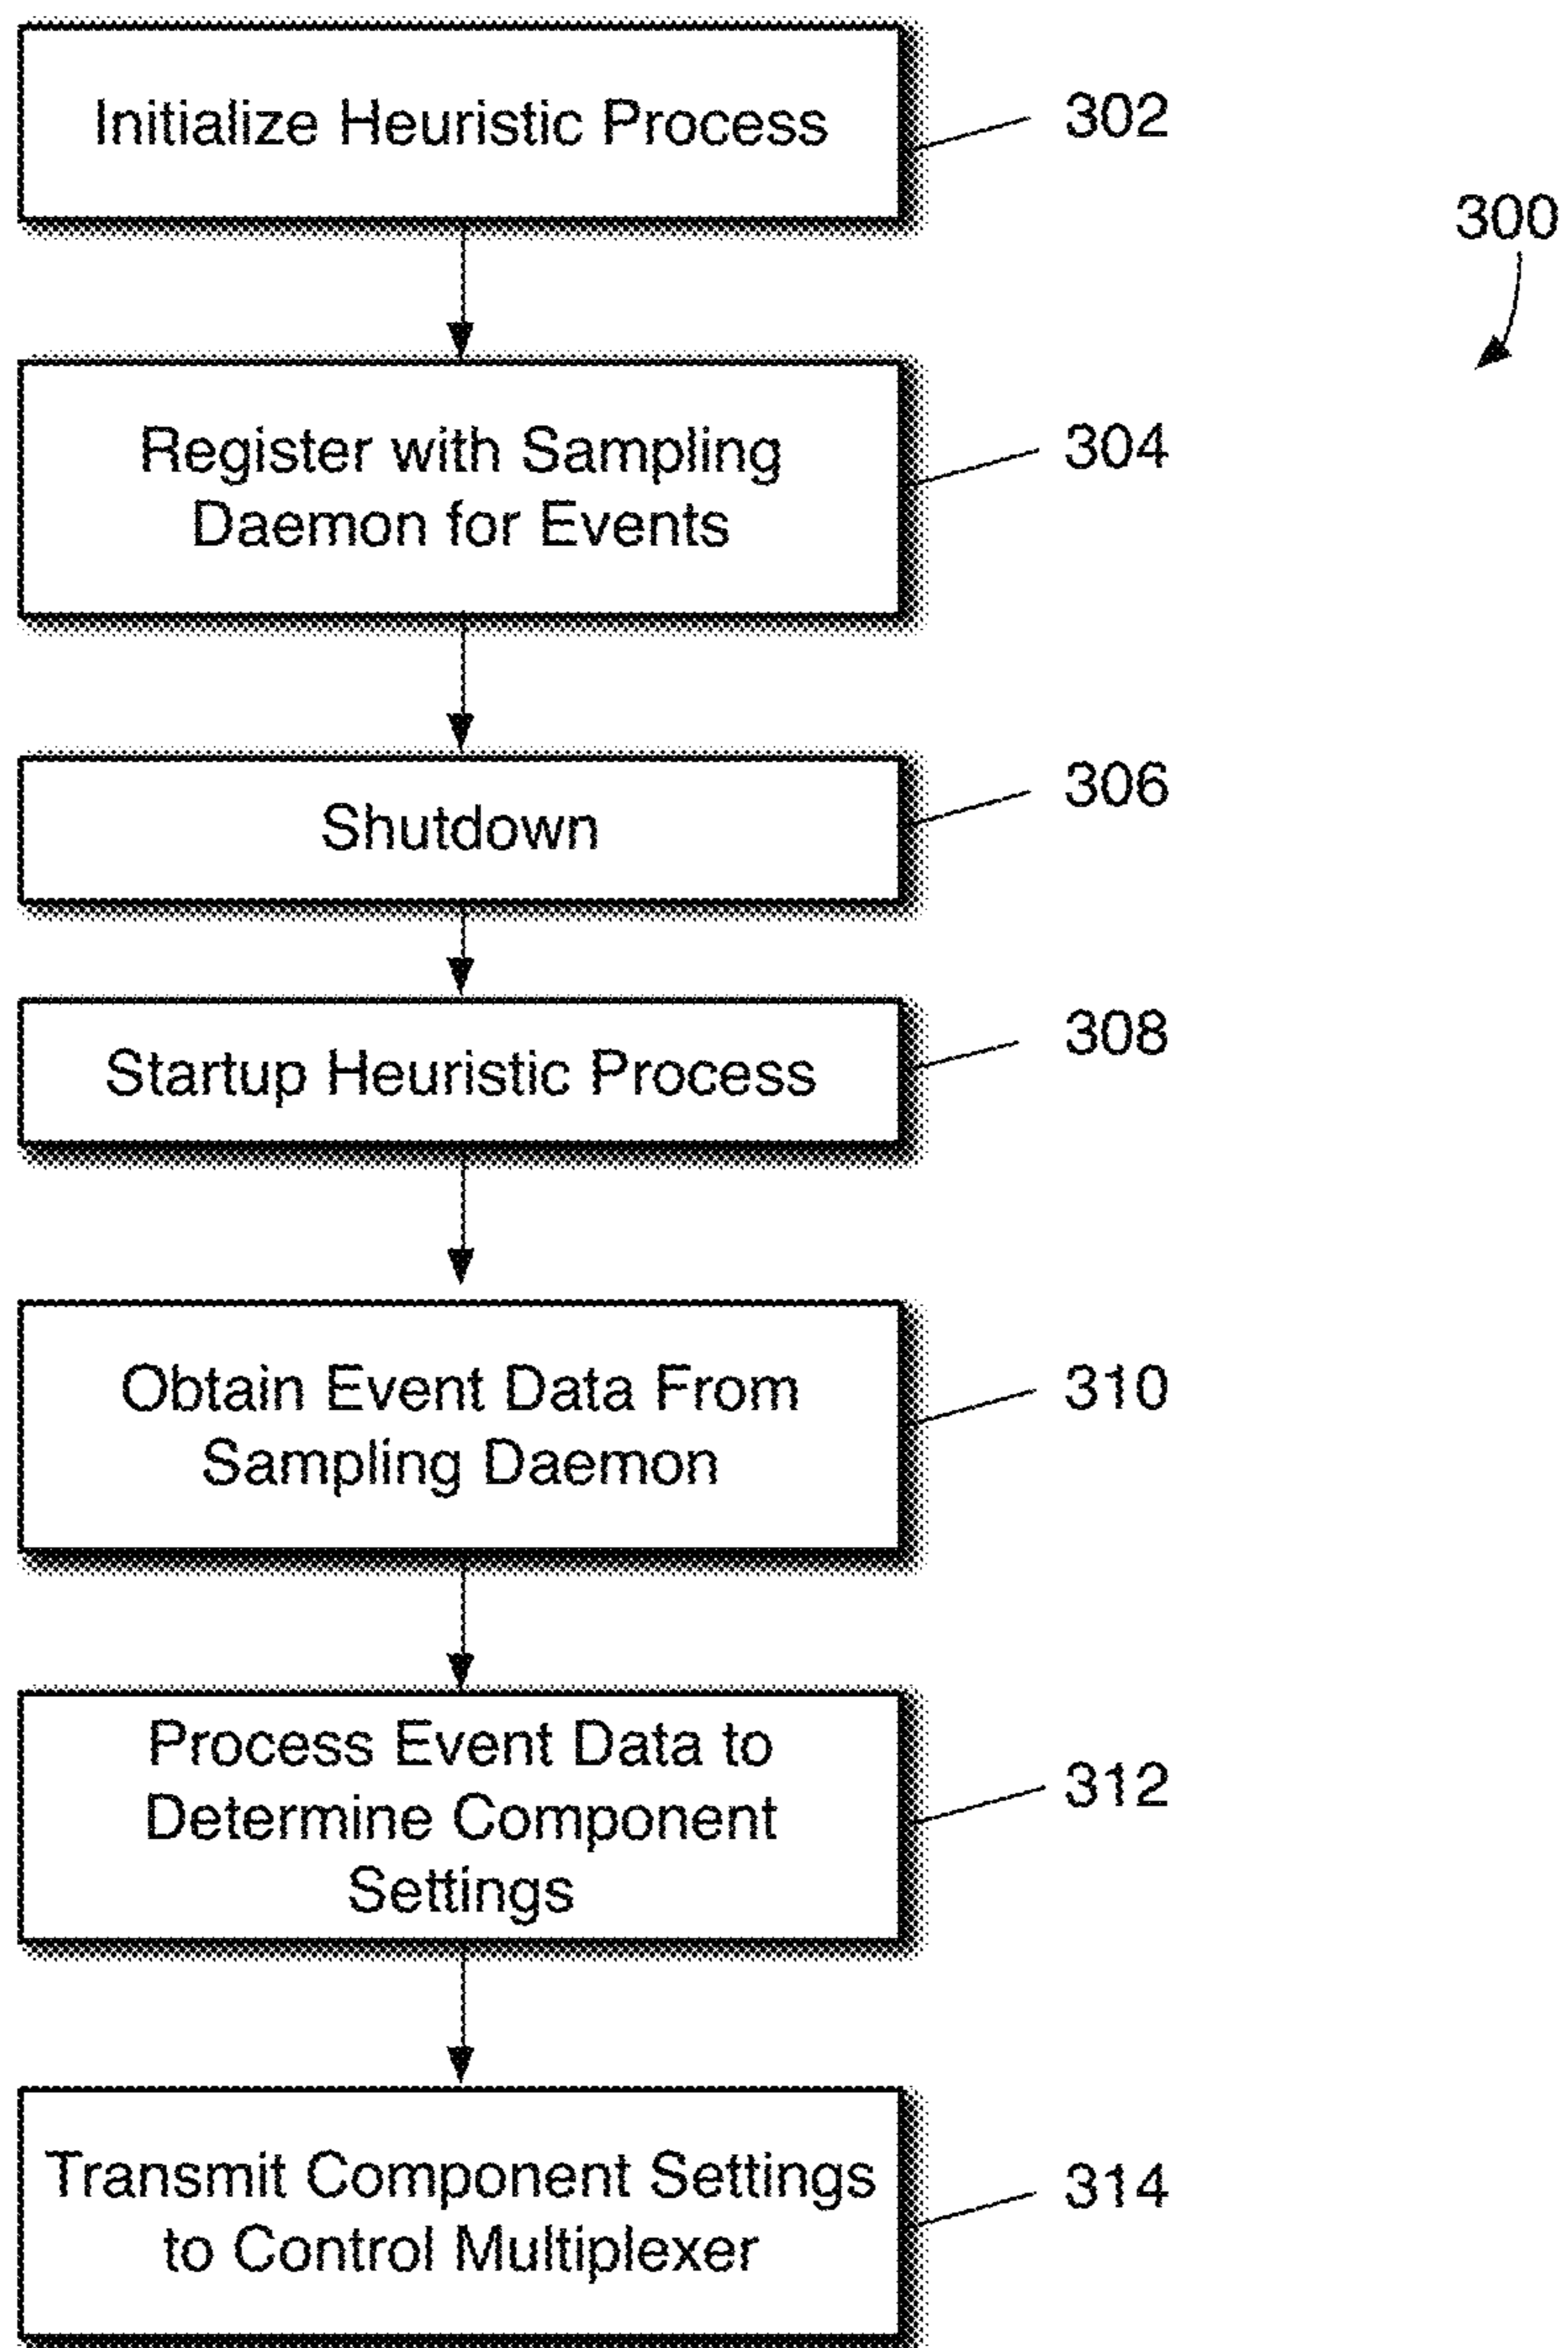 Initialize Heuristic Process
302
300
Register with Sampling
Daemon for Events
304
Shutdown
306
Startup Heuristic Process
308
Obtain Event Data From
Sampling Daemon
310
Process Event Data to
Determine Component
Settings
312
Transmit Component Settings
to Control Multiplexer
314